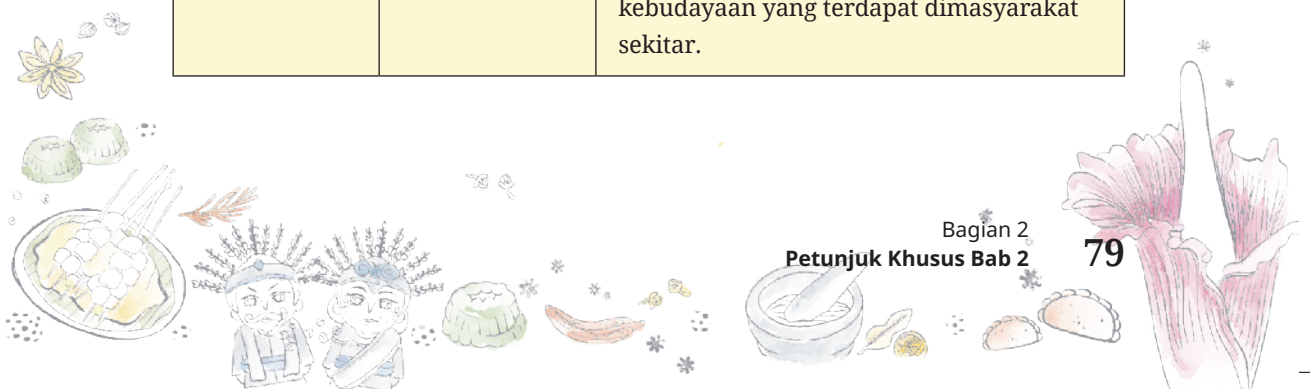 kebudayaan yang terdapat dimasyarakat
sekitar.
Bagian 2
Petunjuk Khusus Bab 2
79